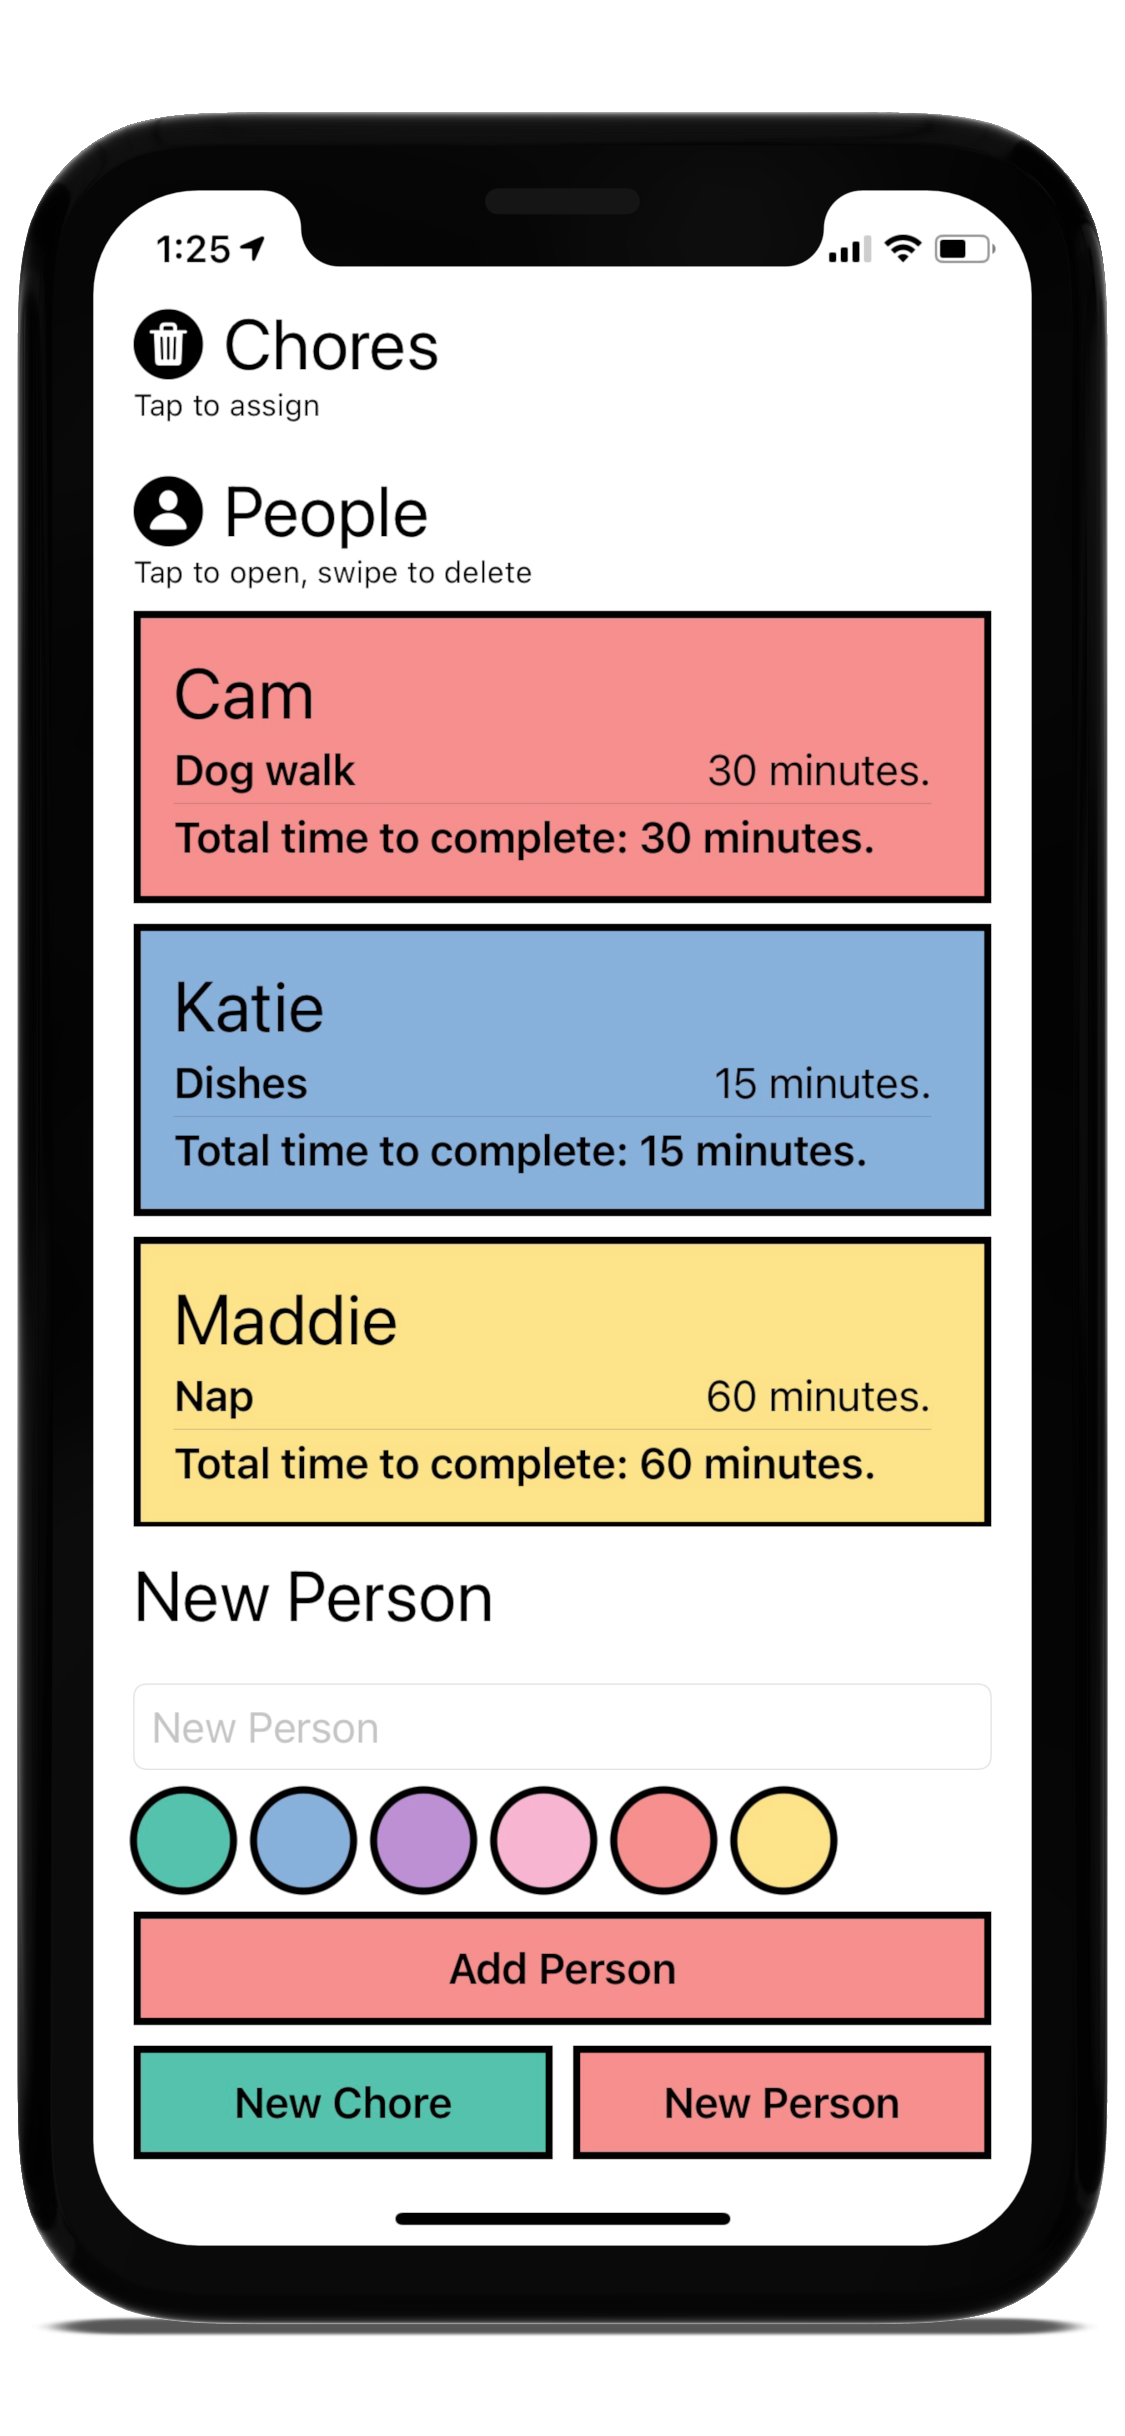 1:25
Chores
Tap to assign
People
Tap to open, swipe to delete
Cam
Dog walk 30 minutes.
Total time to complete: 30 minutes.
Katie
Dishes 15 minutes.
Total time to complete: 15 minutes.
Maddie
Nap 60 minutes.
Total time to complete: 60 minutes.
New Person
New Person
Add Person
New Chore New Person